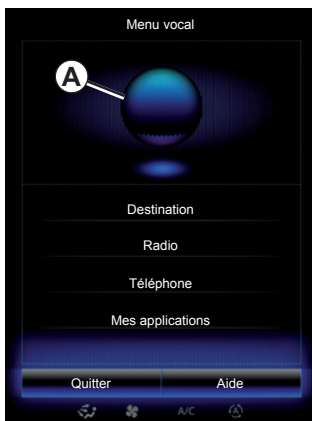 Menu vocal
A
Destination
Radio
Téléphone
Mes applications
Quitter Aide
A/C A